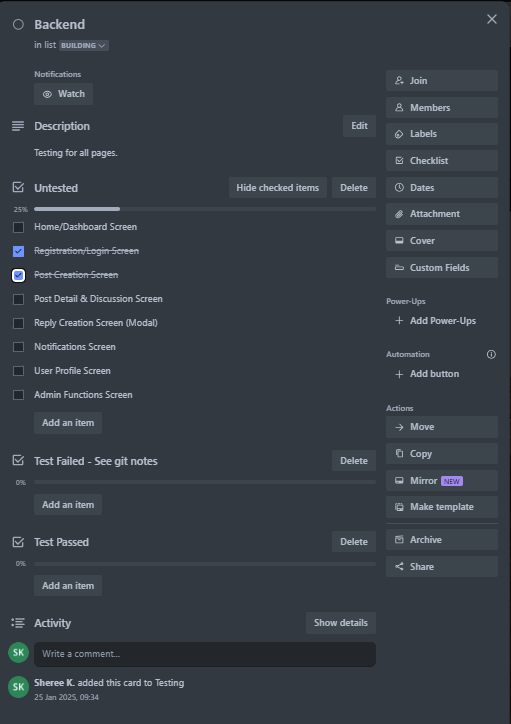 Backend
in list BUILDING
Notifications
Watch
Description
Edit
Testing for all pages.
Untested
Hide checked items
Delete
25%
Home/Dashboard Screen
Registration/Login Screen
Post Creation Screen
Post Detail & Discussion Screen
Reply Creation Screen (Modal)
Notifications Screen
User Profile Screen
Admin Functions Screen
Add an item
Test Failed - See git notes
Delete
0%
Add an item
Test Passed
Delete
0%
Add an item
Activity
Show details
SK
Write a comment...
SK
Sheree K. added this card to Testing
25 Jan 2025, 09:34
Join
Members
Labels
Checklist
Dates
Attachment
Cover
Custom Fields
Power-Ups
Add Power-Ups
Automation
Add button
Actions
Move
Copy
Mirror NEW
Make template
Archive
Share